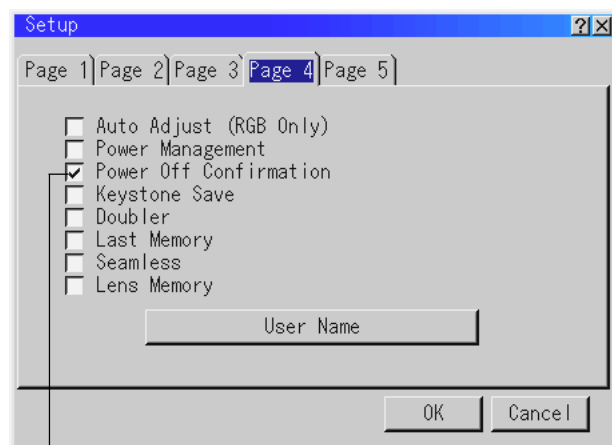 Setup ? ×
Page 1 Page 2 Page 3 Page 4 Page 5
Auto Adjust (RGB Only)
Power Management
Power Off Confirmation
Keystone Save
Doubler
Last Memory
Seamless
Lens Memory
User Name
OK Cancel